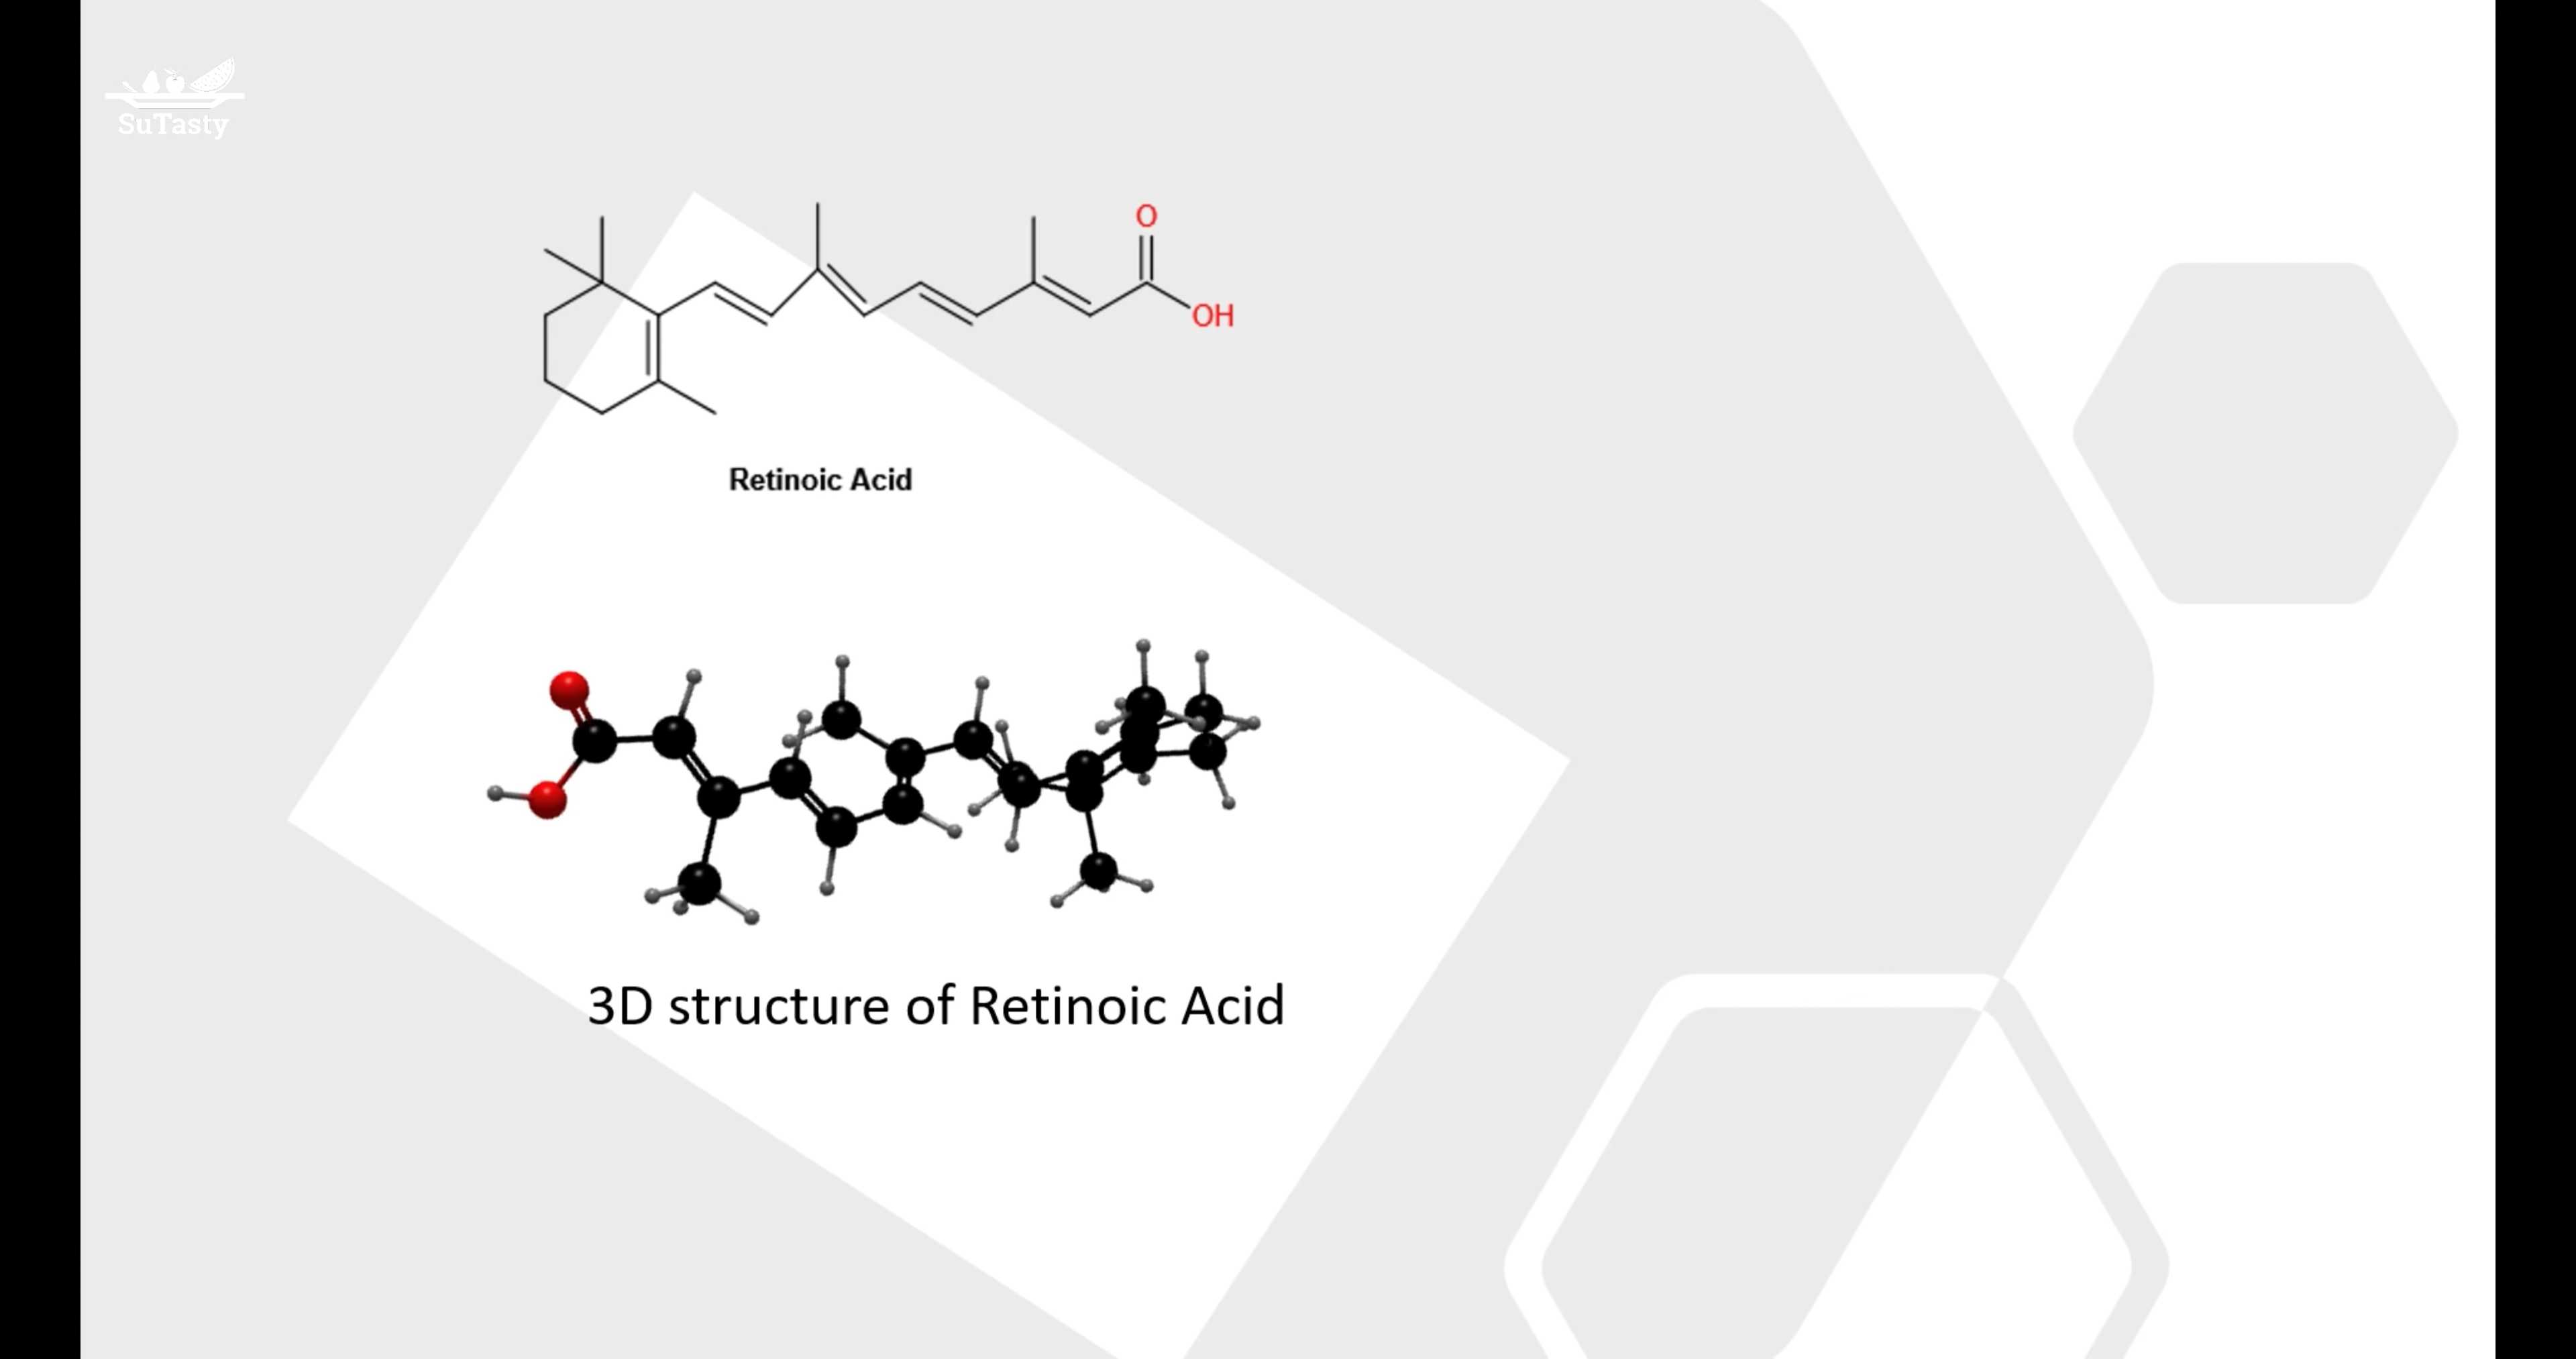 SuTasty
O
OH
Retinoic Acid
3D structure of Retinoic Acid